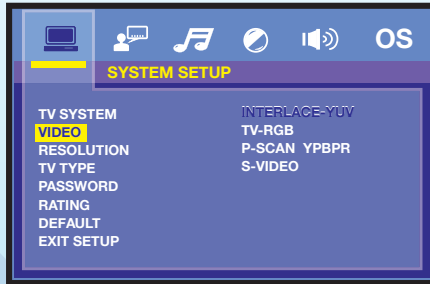 OS
SYSTEM SETUP
TV SYSTEM
VIDEO
RESOLUTION
TV TYPE
PASSWORD
RATING
DEFAULT
EXIT SETUP
INTERLACE-YUV
TV-RGB
P-SCAN YPBPR
S-VIDEO